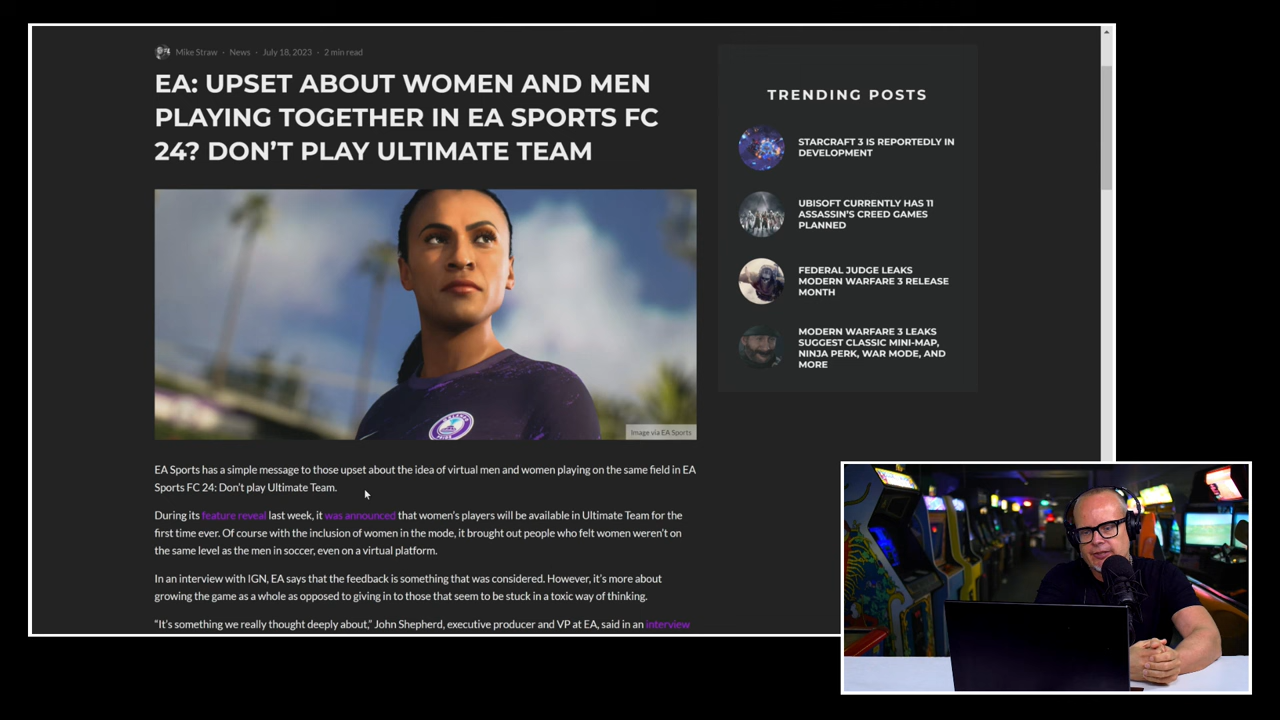 Mike Straw · News · July 18, 2023 · 2 min read
EA: UPSET ABOUT WOMEN AND MEN
PLAYING TOGETHER IN EA SPORTS FC
24? DON’T PLAY ULTIMATE TEAM
Image via EA Sports
EA Sports has a simple message to those upset about the idea of virtual men and women playing on the same field in EA
Sports FC 24: Don’t play Ultimate Team.
During its feature reveal last week, it was announced that women’s players will be available in Ultimate Team for the
first time ever. Of course with the inclusion of women in the mode, it brought out people who felt women weren’t on
the same level as the men in soccer, even on a virtual platform.
In an interview with IGN, EA says that the feedback is something that was considered. However, it’s more about
growing the game as a whole as opposed to giving in to those that seem to be stuck in a toxic way of thinking.
“It’s something we really thought deeply about,” John Shepherd, executive producer and VP at EA, said in an interview
TRENDING POSTS
STARCRAFT 3 IS REPORTEDLY IN
DEVELOPMENT
UBISOFT CURRENTLY HAS 11
ASSASSIN’S CREED GAMES
PLANNED
FEDERAL JUDGE LEAKS
MODERN WARFARE 3 RELEASE
MONTH
MODERN WARFARE 3 LEAKS
SUGGEST CLASSIC MINI-MAP,
NINJA PERK, WAR MODE, AND
MORE